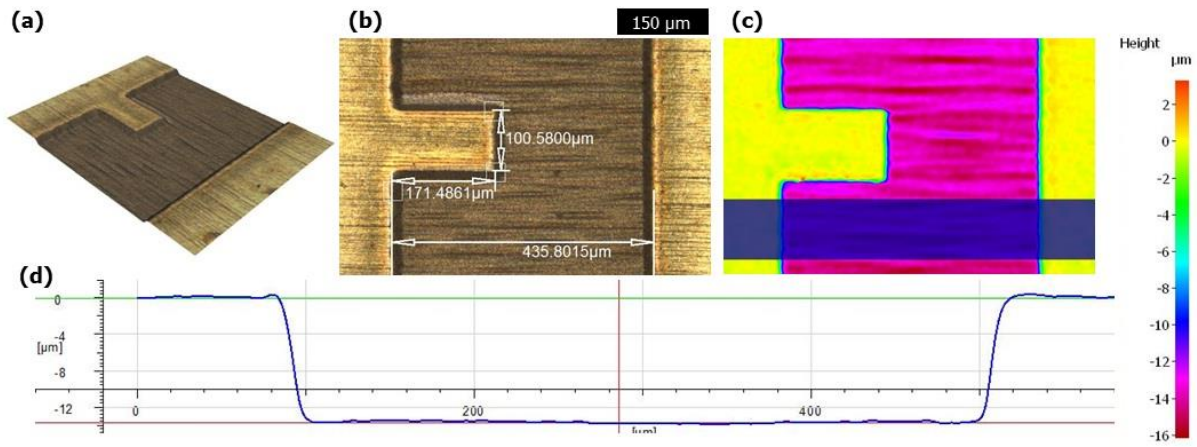 (a)
(b)
150 µm
(c)
Height
µm
2
0
-2
-4
-6
-8
-10
-12
-14
-16
100.5800µm
171.4861µm
435.8015µm
(d)
0
-4
[µm]
-8
-12
0
200
400
[µm]